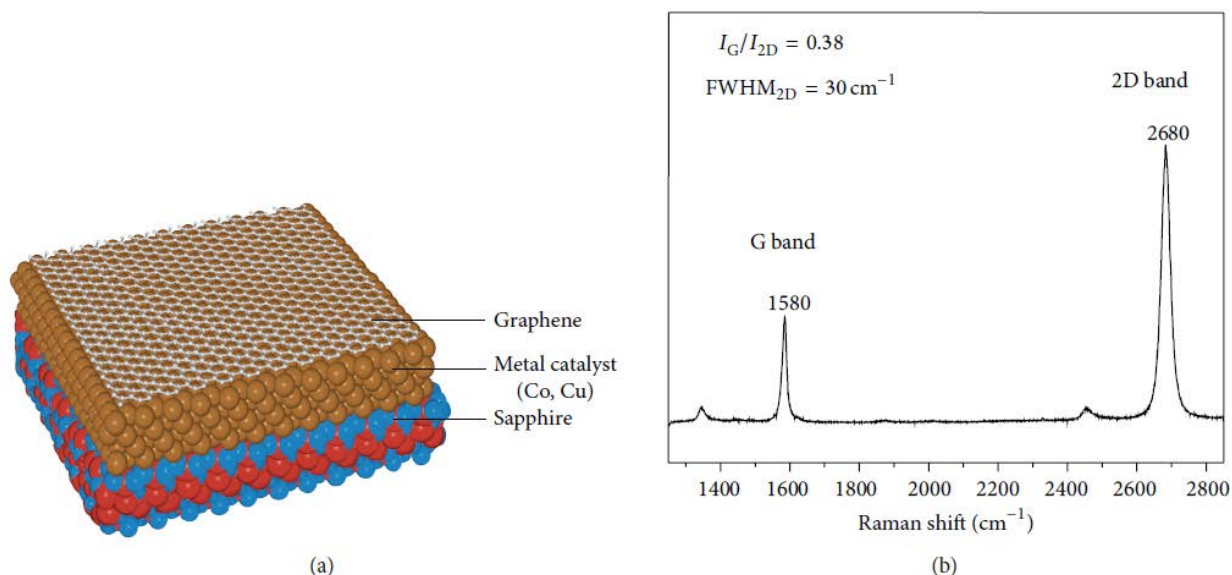 Graphene
Metal catalyst
(Co, Cu)
Sapphire
(a)
I_G/I_2D = 0.38
FWHM_2D = 30 cm⁻¹
2D band
2680
G band
1580
1400 1600 1800 2000 2200 2400 2600 2800
Raman shift (cm⁻¹)
(b)